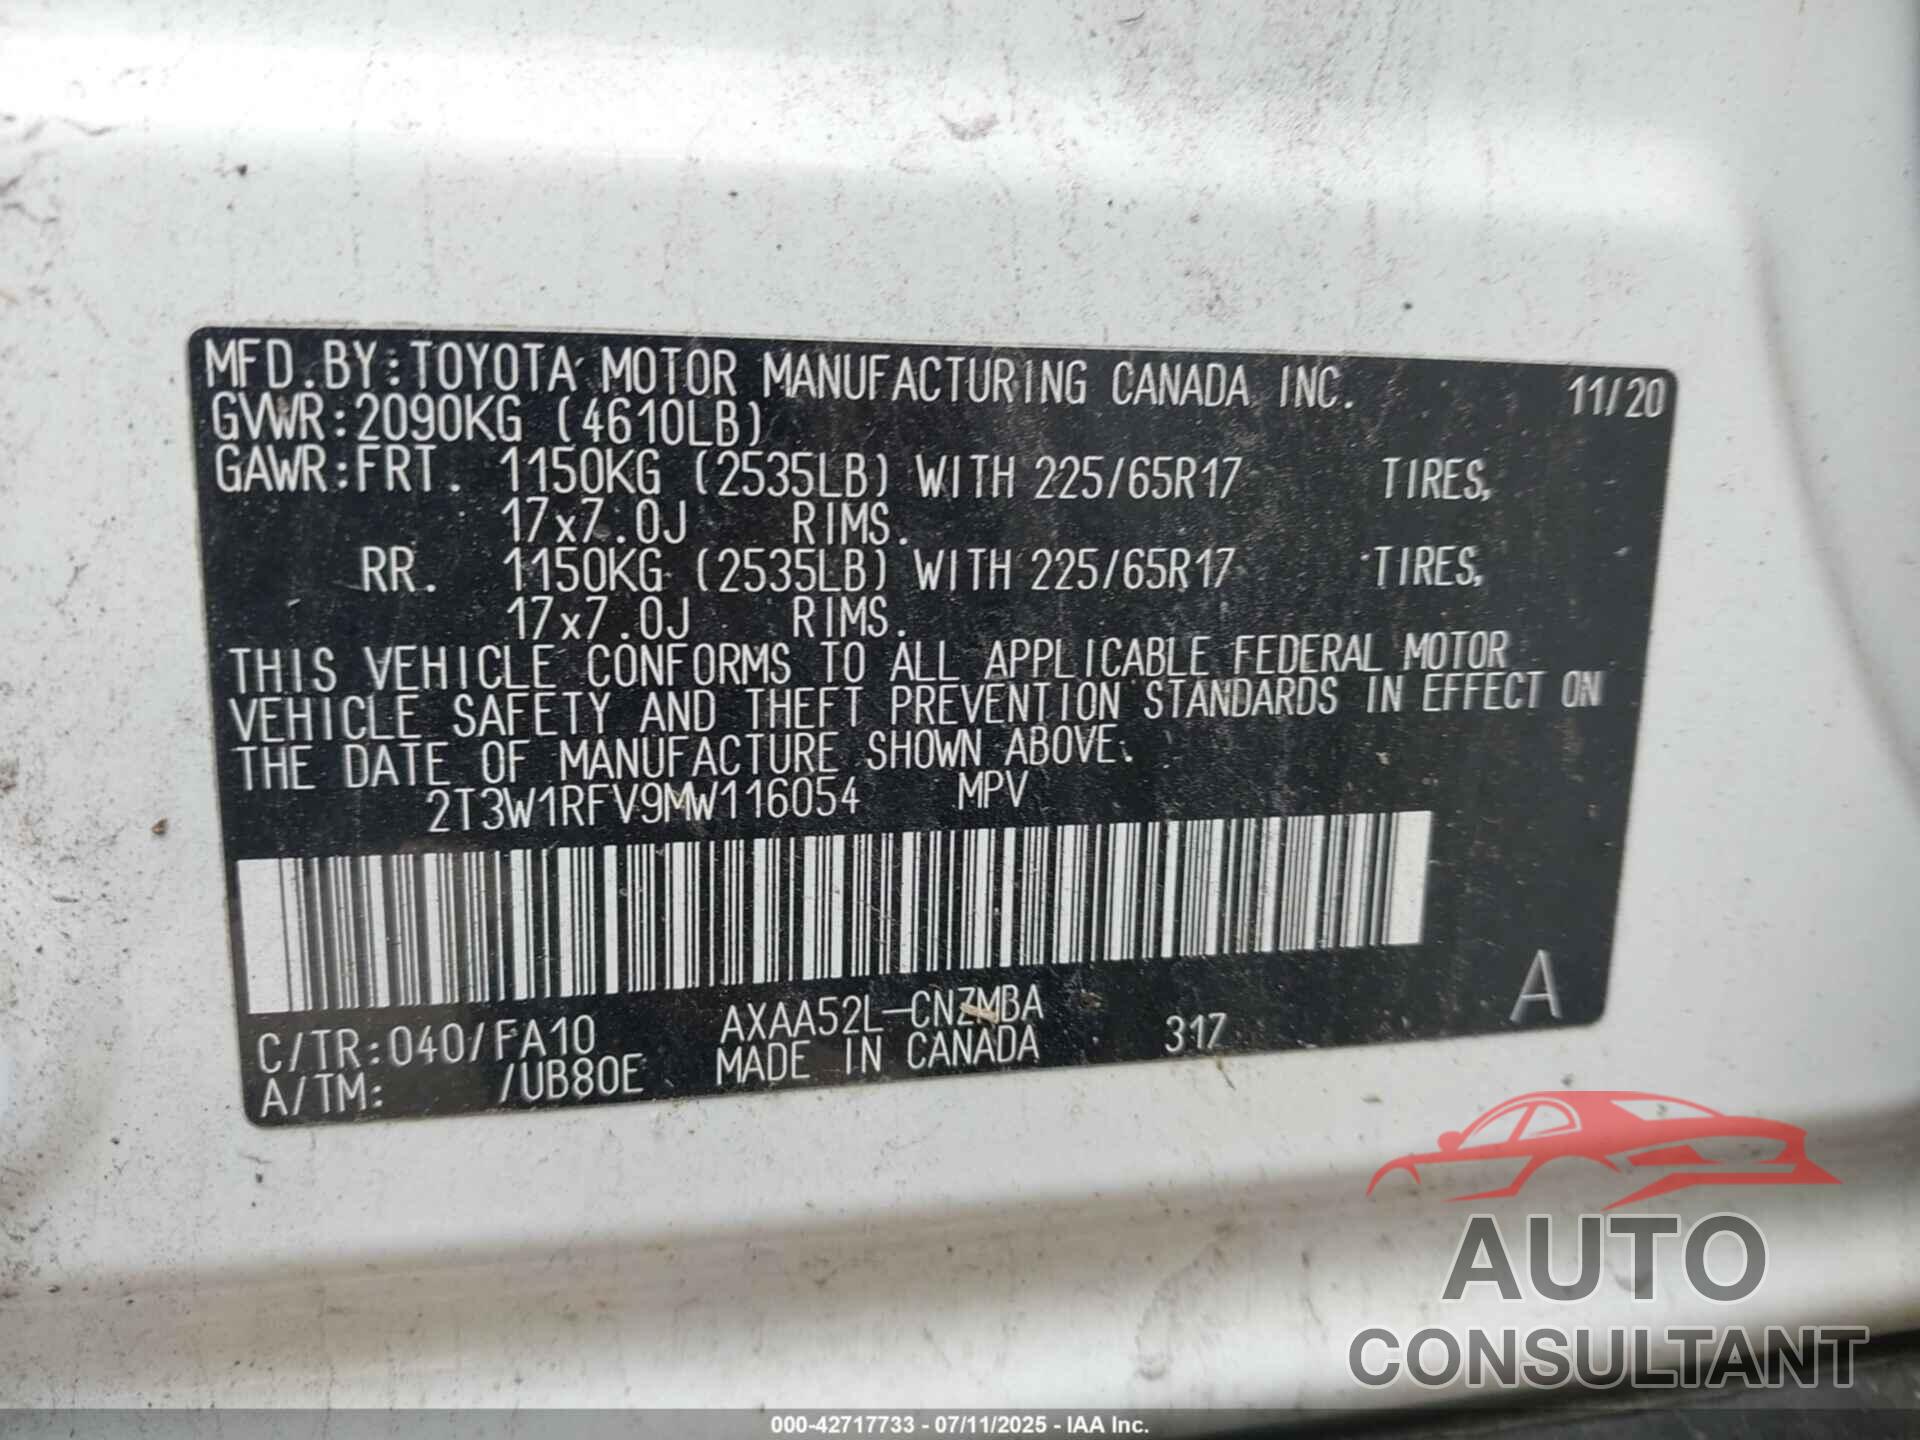 MFD.BY:TOYOTA MOTOR MANUFACTURING CANADA INC. 11/20
GVWR:2090KG (4610LB)
GAWR:FRT. 1150KG (2535LB) WITH 225/65R17 TIRES,
17x7.0J RIMS.
RR. 1150KG (2535LB) WITH 225/65R17 TIRES,
17x7.0J RIMS.
THIS VEHICLE CONFORMS TO ALL APPLICABLE FEDERAL MOTOR
VEHICLE SAFETY AND THEFT PREVENTION STANDARDS IN EFFECT ON
THE DATE OF MANUFACTURE SHOWN ABOVE.
2T3W1RFV9MW116054 MPV
C/TR:040/FA10 AXAA52L-CNZMBA 317 A
A/TM: /UB80E MADE IN CANADA
AUTO
CONSULTANT
000-42717733 - 07/11/2025 - IAA Inc.